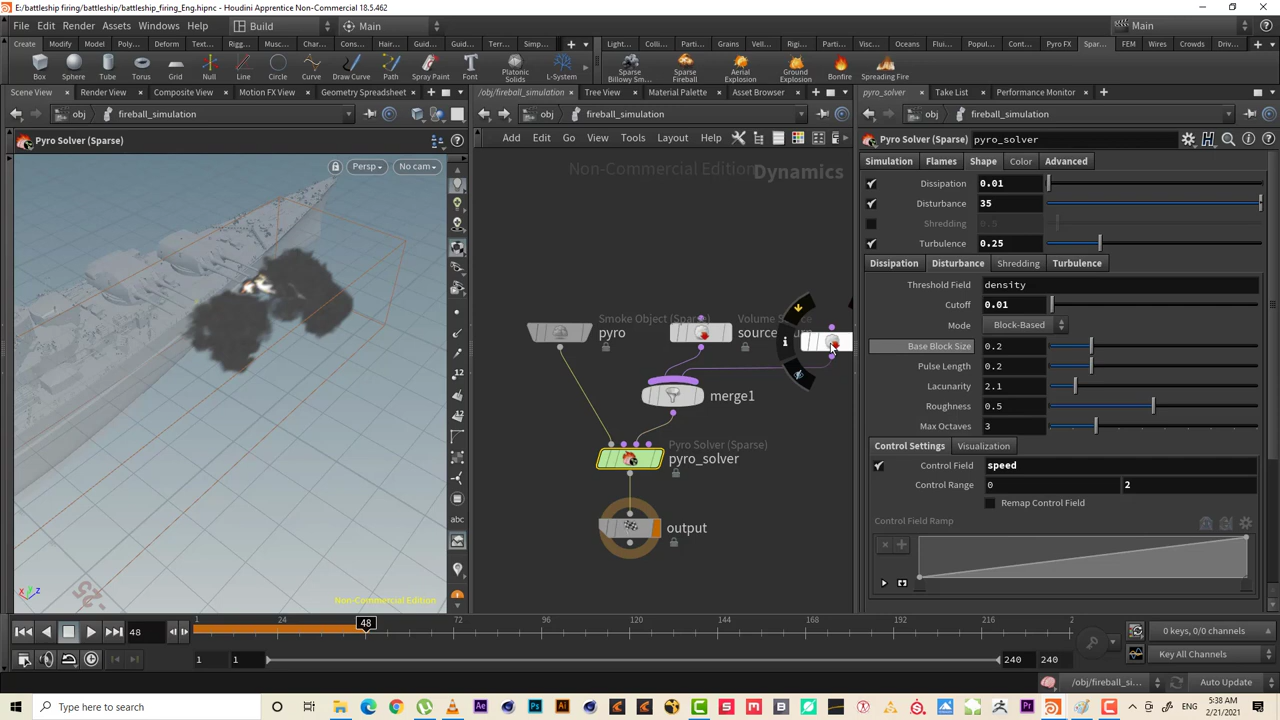 E:/battleship firing/battleship/battleship_firing_Eng.hipnc - Houdini Apprentice Non-Commercial 18.5.462
File Edit Render Assets Windows Help Build Main Main
Create Modify Model Poly... Deform Text... Rigg... Musc... Char... Cons... Hair... Guid... Guid... Terr... Simp...
Light... Colli... Parti... Grains Vell... Rigi... Parti... Visc... Oceans Flui... Popul... Cont... Pyro FX Spar... FEM Wires Crowds Driv...
Box Sphere Tube Torus Grid Null Line Circle Curve Draw Curve Path Spray Paint Font Platonic Solids L-System
Sparse Billowy Sm... Sparse Fireball Aerial Explosion Ground Explosion Bonfire Spreading Fire
Scene View Render View Composite View Motion FX View Geometry Spreadsheet
/obj/fireball_simulation Tree View Material Palette Asset Browser
pyro_solver Take List Performance Monitor
obj fireball_simulation
obj fireball_simulation
obj fireball_simulation
Pyro Solver (Sparse)
Add Edit Go View Tools Layout Help
Pyro Solver (Sparse) pyro_solver
Persp No cam
Non-Commercial Edition
Dynamics
Smoke Object (Sparse)
pyro
Volume Source
merge1
Pyro Solver (Sparse)
pyro_solver
output
Non-Commercial Edition
Simulation Flames Shape Color Advanced
Dissipation 0.01
Disturbance 35
Shredding 0.5
Turbulence 0.25
Dissipation Disturbance Shredding Turbulence
Threshold Field density
Cutoff 0.01
Mode Block-Based
Base Block Size 0.2
Pulse Length 0.2
Lacunarity 2.1
Roughness 0.5
Max Octaves 3
Control Settings Visualization
Control Field speed
Control Range 0 2
Remap Control Field
Control Field Ramp
48
1 24 48 72 96 120 144 168 192 216 2
0 keys, 0/0 channels
1 1 240 240
Key All Channels
/obj/fireball_si... Auto Update
Type here to search
5:38 AM
2/21/2021